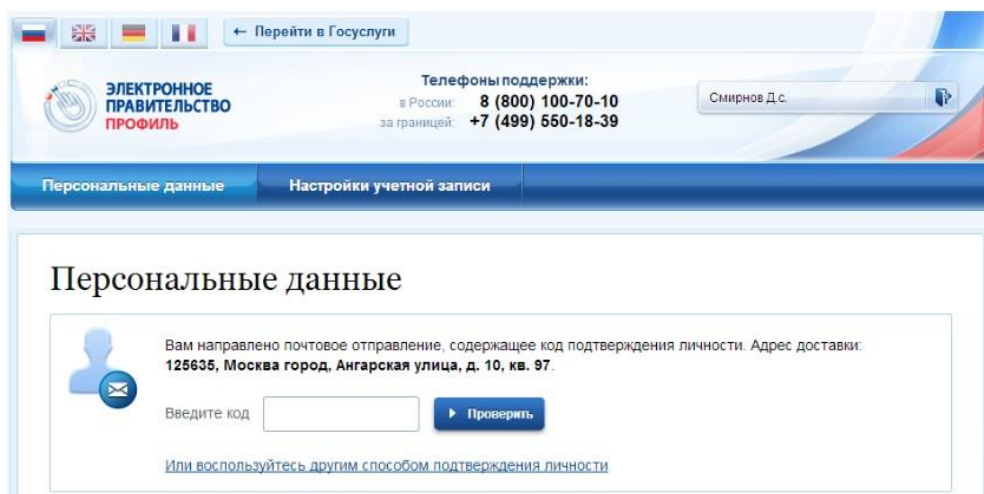 ← Перейти в Госуслуги
ЭЛЕКТРОННОЕ
ПРАВИТЕЛЬСТВО
ПРОФИЛЬ
Телефоны поддержки:
в России: 8 (800) 100-70-10
за границей: +7 (499) 550-18-39
Смирнов Д.с.
Персональные данные Настройки учетной записи
Персональные данные
Вам направлено почтовое отправление, содержащее код подтверждения личности. Адрес доставки:
125635, Москва город, Ангарская улица, д. 10, кв. 97.
Введите код Проверить
Или воспользуйтесь другим способом подтверждения личности